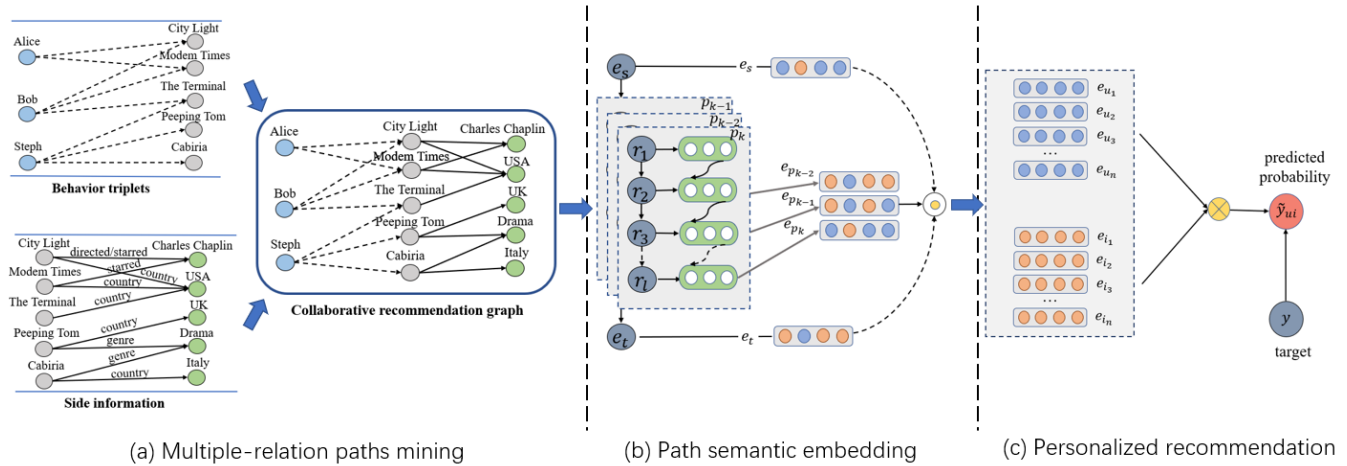 City Light
Alice
Modem Times
The Terminal
Bob
Peeping Tom
Steph
Cabiria
Behavior triplets
City Light
directed/starred
Charles Chaplin
starred
Modem Times
country
USA
country
The Terminal
country
UK
Peeping Tom
country
Drama
genre
Cabiria
genre
Italy
country
Side information
Alice
City Light
Charles Chaplin
Modem Times
USA
Bob
The Terminal
UK
Peeping Tom
Drama
Steph
Cabiria
Italy
Collaborative recommendation graph
(a) Multiple-relation paths mining
e_s
e_s
p_{k-1}
p_{k-2}
p_k
r_1
r_2
r_3
r_l
e_{p_{k-2}}
e_{p_{k-1}}
e_{p_k}
e_t
e_t
(b) Path semantic embedding
e_{u_1}
e_{u_2}
e_{u_3}
...
e_{u_n}
e_{i_1}
e_{i_2}
e_{i_3}
...
e_{i_n}
predicted
probability
ỹ_{ui}
y
target
(c) Personalized recommendation